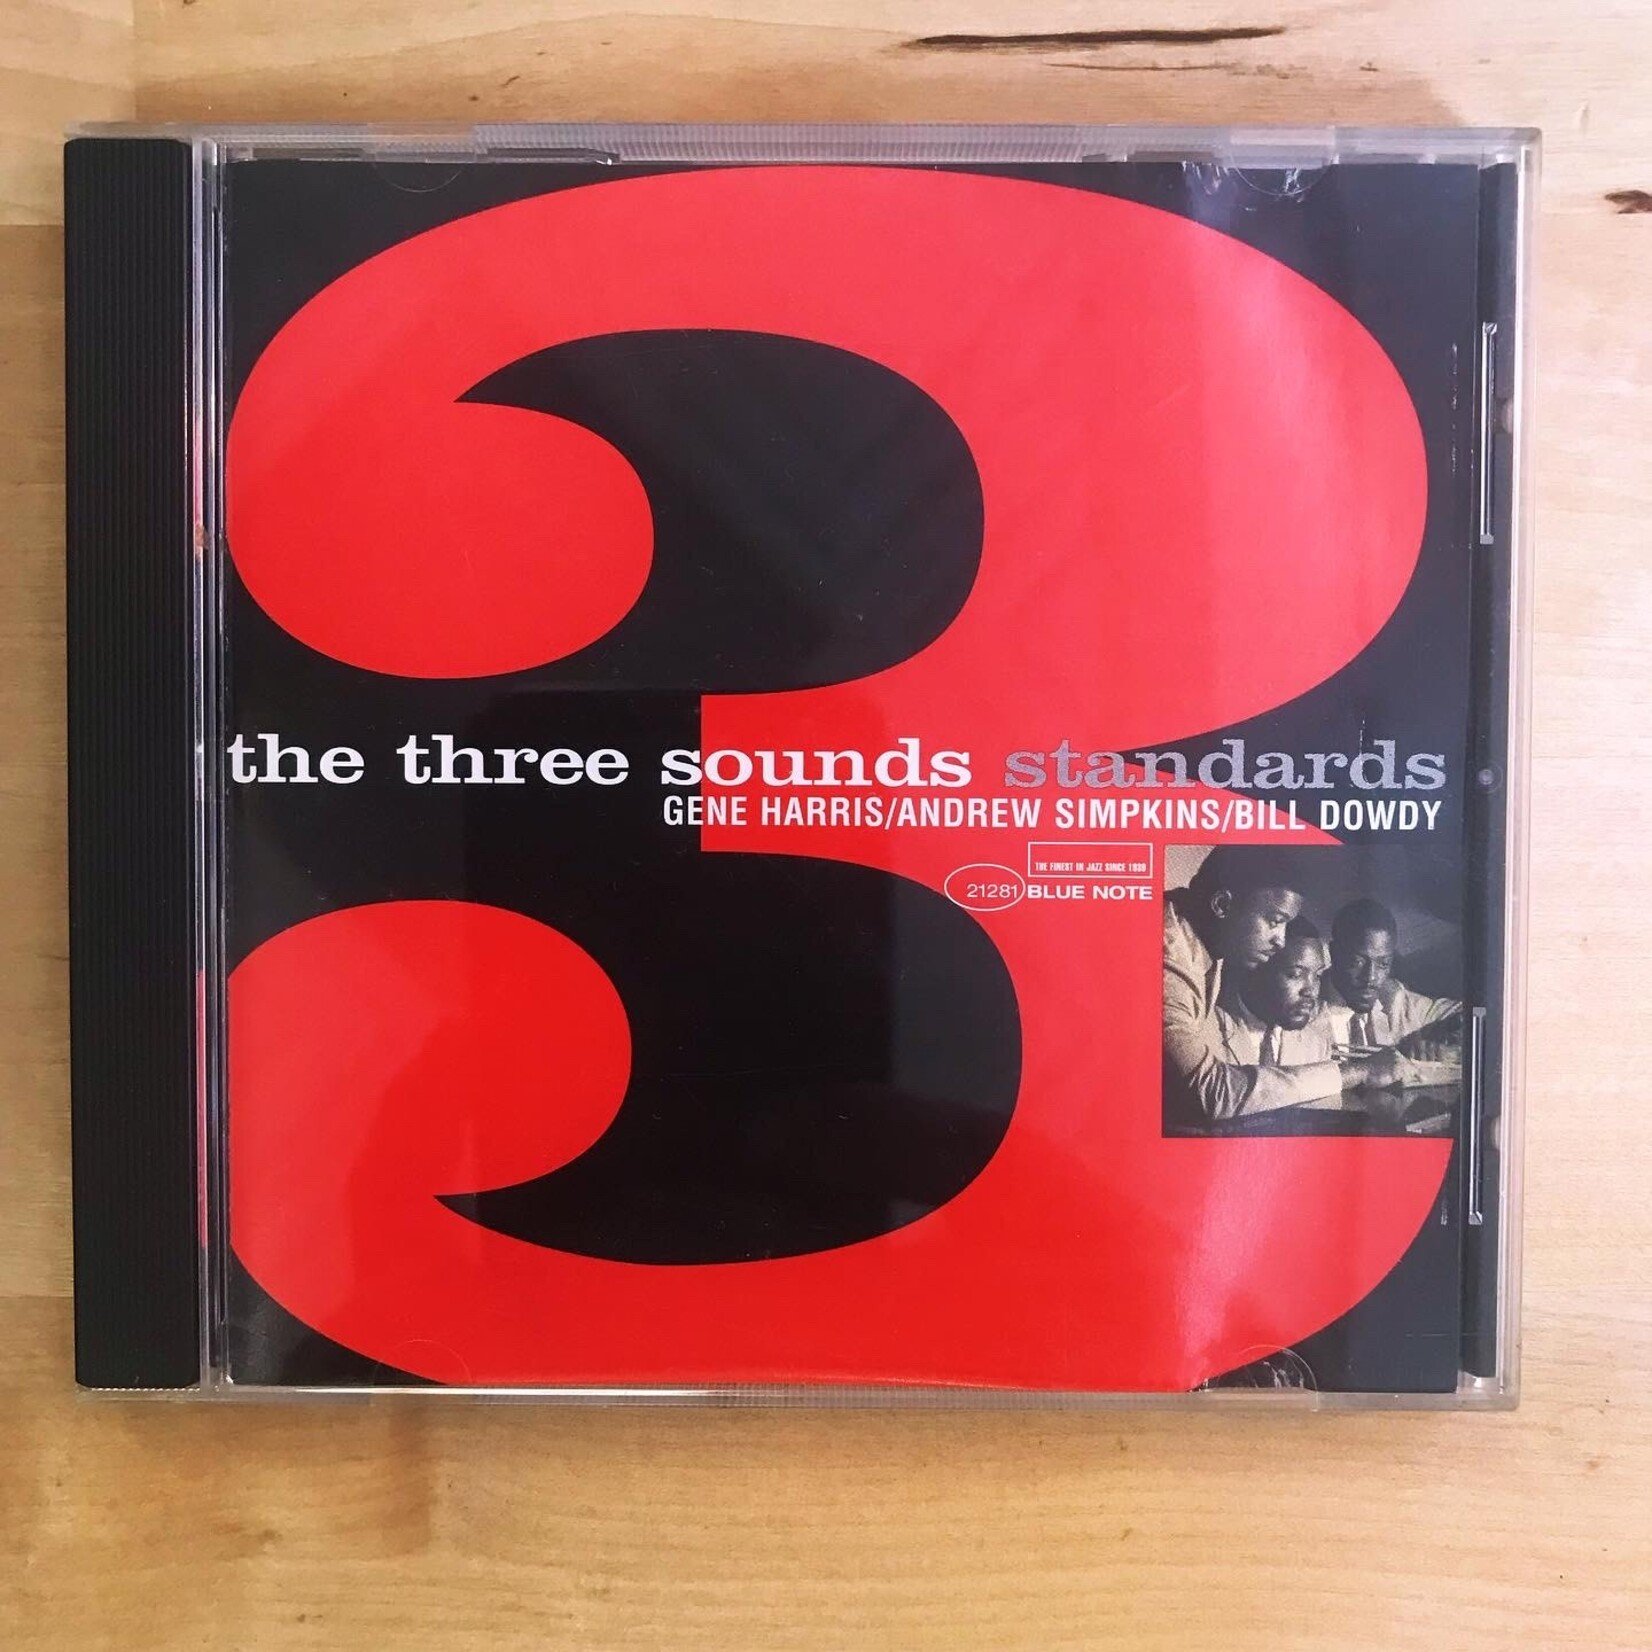 3
the three sounds standards
GENE HARRIS/ANDREW SIMPKINS/BILL DOWDY
THE FINEST IN JAZZ SINCE 1939
21281 BLUE NOTE